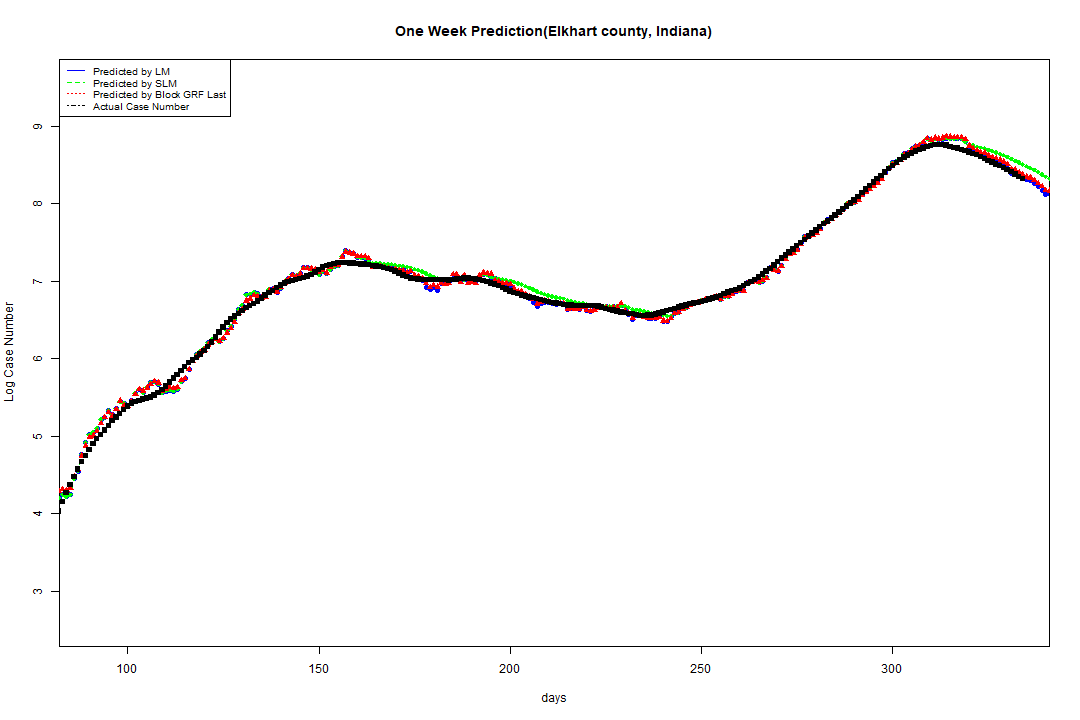 One Week Prediction(Elkhart county, Indiana)
Predicted by LM
Predicted by SLM
Predicted by Block GRF Last
Actual Case Number
9
8
7
6
5
4
3
Log Case Number
100 150 200 250 300
days